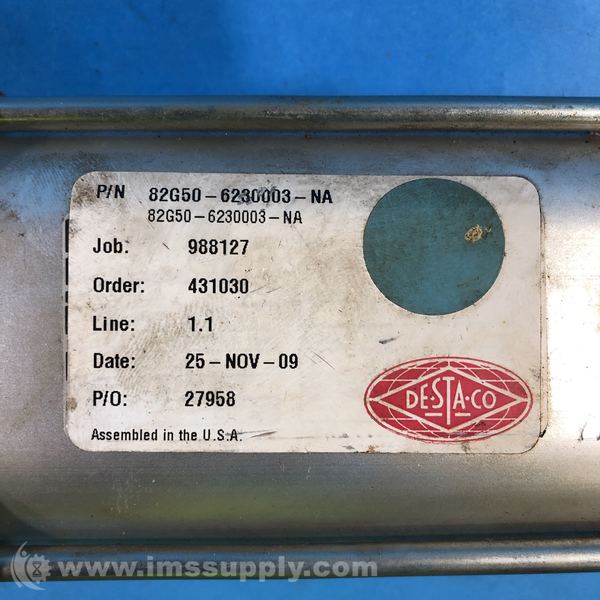 P/N 82G50-6230003-NA
82G50-6230003-NA
Job: 988127
Order: 431030
Line: 1.1
Date: 25-NOV-09
P/O: 27958
Assembled in the U.S.A.
DE-STA-CO
www.imssupply.com